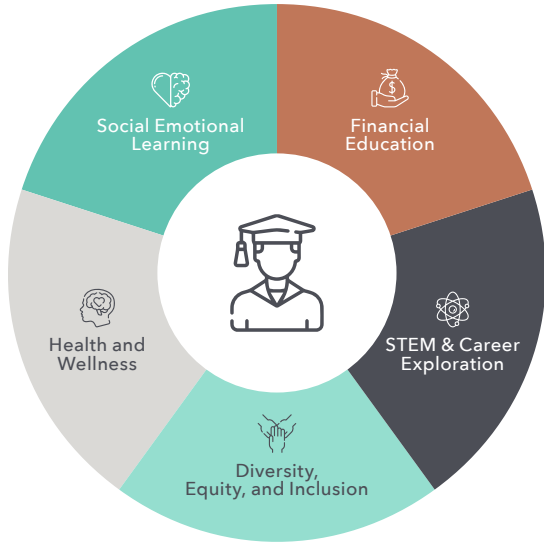 Social Emotional
Learning
Financial
Education
Health and
Wellness
STEM & Career
Exploration
Diversity,
Equity, and Inclusion
$